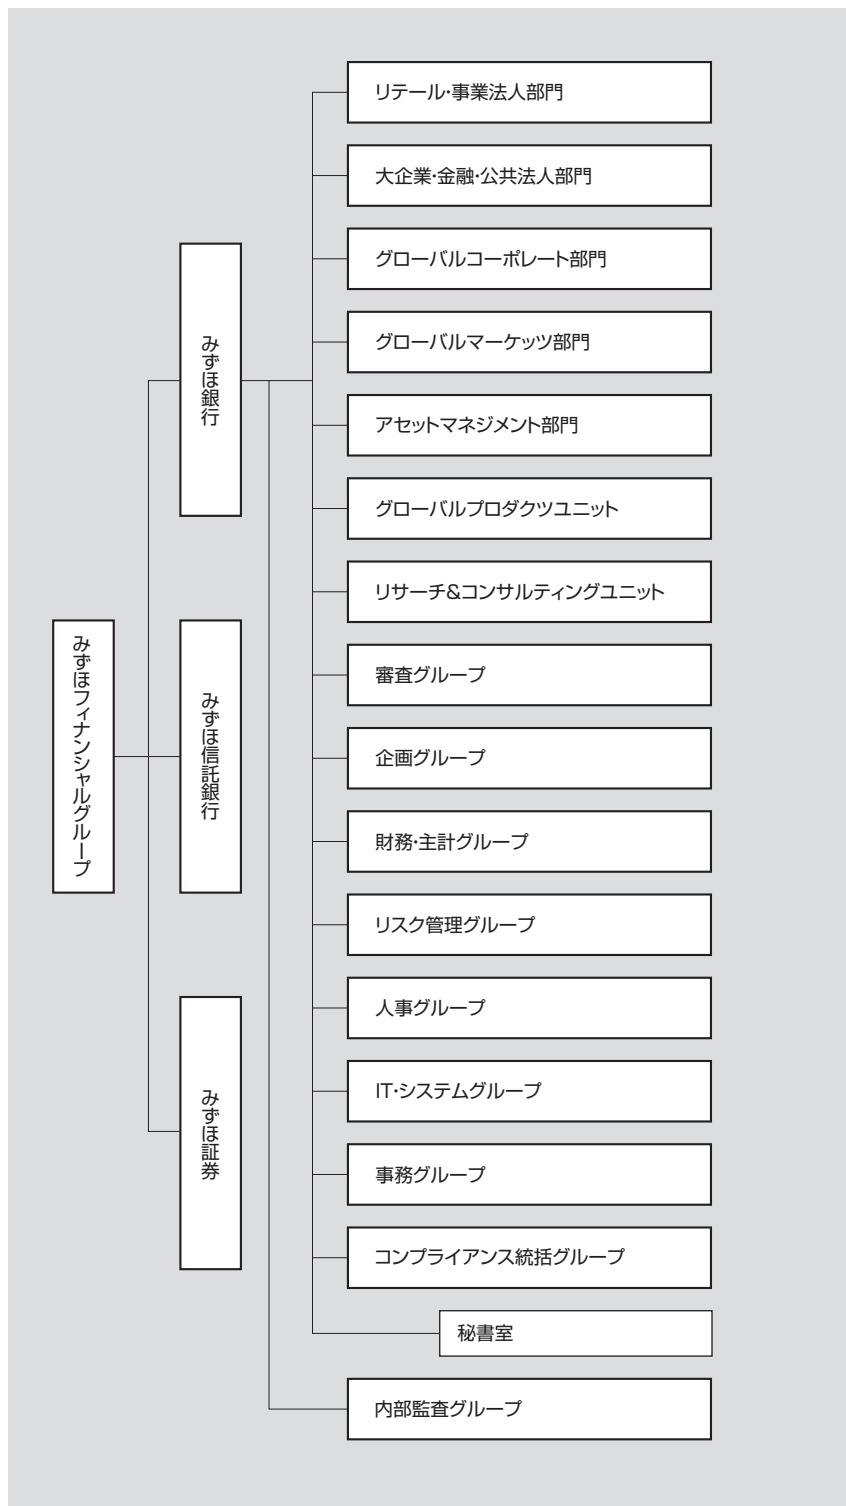 みずほフィナンシャルグループ
みずほ銀行
みずほ信託銀行
みずほ証券
リテール・事業法人部門
大企業・金融・公共法人部門
グローバルコーポレート部門
グローバルマーケッツ部門
アセットマネジメント部門
グローバルプロダクツユニット
リサーチ&コンサルティングユニット
審査グループ
企画グループ
財務・主計グループ
リスク管理グループ
人事グループ
IT・システムグループ
事務グループ
コンプライアンス統括グループ
秘書室
内部監査グループ